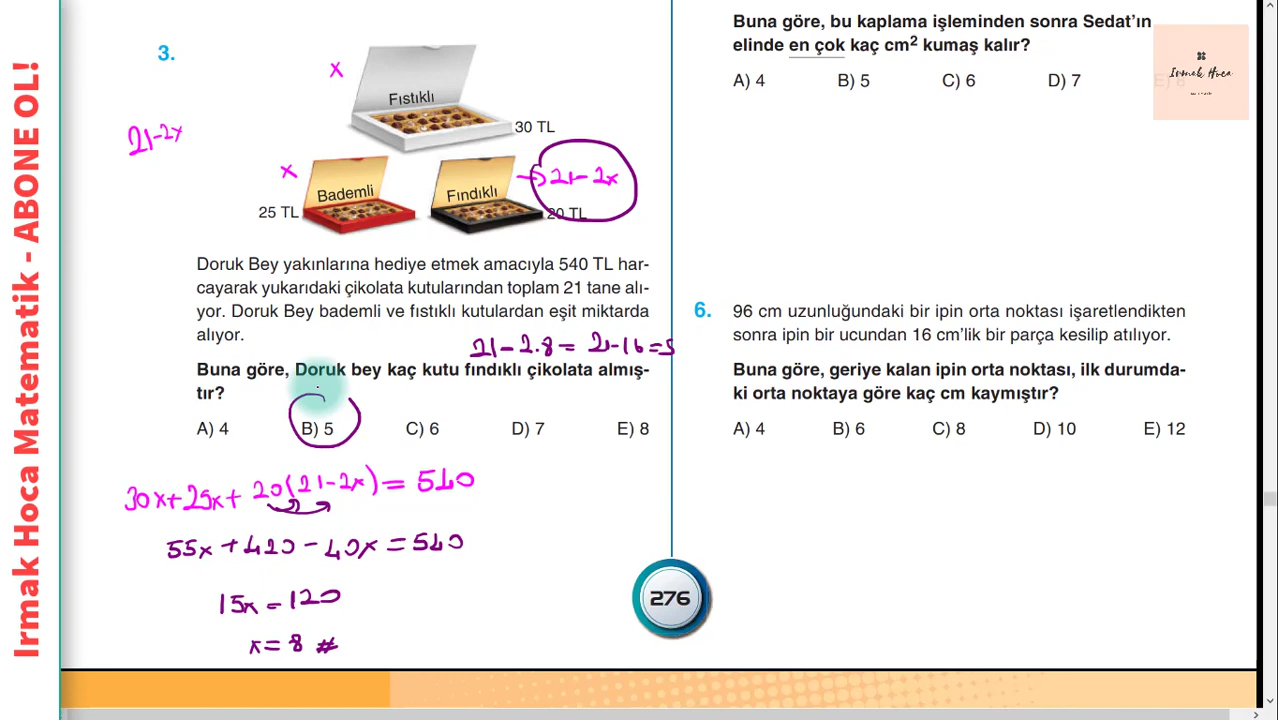 Irmak Hoca Matematik - ABONE OL!
3.
x
Fıstıklı
30 TL
21-2x
x
Bademli
25 TL
Fındıklı
→ 21-2x
20 TL
Doruk Bey yakınlarına hediye etmek amacıyla 540 TL har-
cayarak yukarıdaki çikolata kutularından toplam 21 tane alı-
yor. Doruk Bey bademli ve fıstıklı kutulardan eşit miktarda
alıyor.
21-2.8 = 21-16=5
Buna göre, Doruk bey kaç kutu fındıklı çikolata almış-
tır?
A) 4 B) 5 C) 6 D) 7 E) 8
30x+25x+20(21-2x)=540
55x+420-40x=540
15x=120
x=8 #
Buna göre, bu kaplama işleminden sonra Sedat'ın
elinde en çok kaç cm² kumaş kalır?
A) 4 B) 5 C) 6 D) 7 E) 8
Irmak Hoca
6. 96 cm uzunluğundaki bir ipin orta noktası işaretlendikten
sonra ipin bir ucundan 16 cm'lik bir parça kesilip atılıyor.
Buna göre, geriye kalan ipin orta noktası, ilk durumda-
ki orta noktaya göre kaç cm kaymıştır?
A) 4 B) 6 C) 8 D) 10 E) 12
276